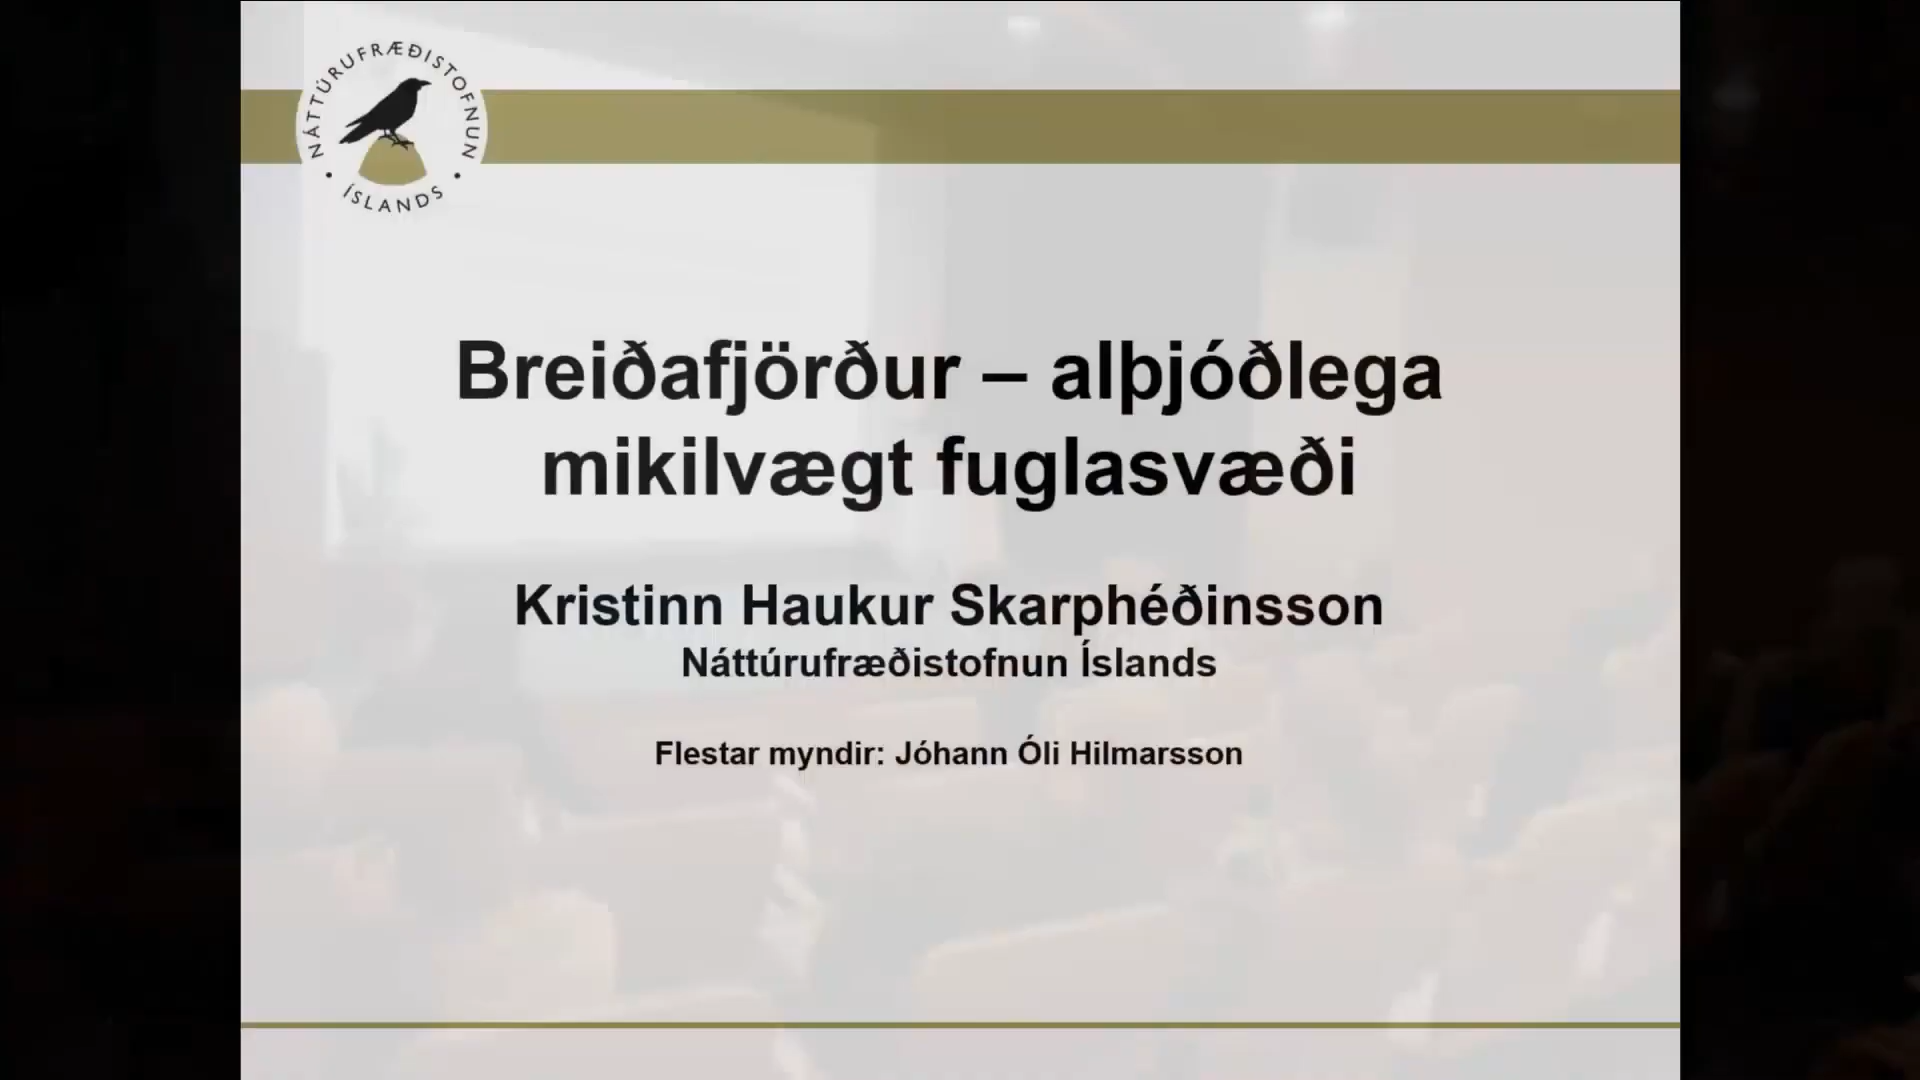 NÁTTÚRUFRÆÐISTOFNUN
ÍSLANDS
Breiðafjörður – alþjóðlega
mikilvægt fuglasvæði
Kristinn Haukur Skarphéðinsson
Náttúrufræðistofnun Íslands
Flestar myndir: Jóhann Óli Hilmarsson